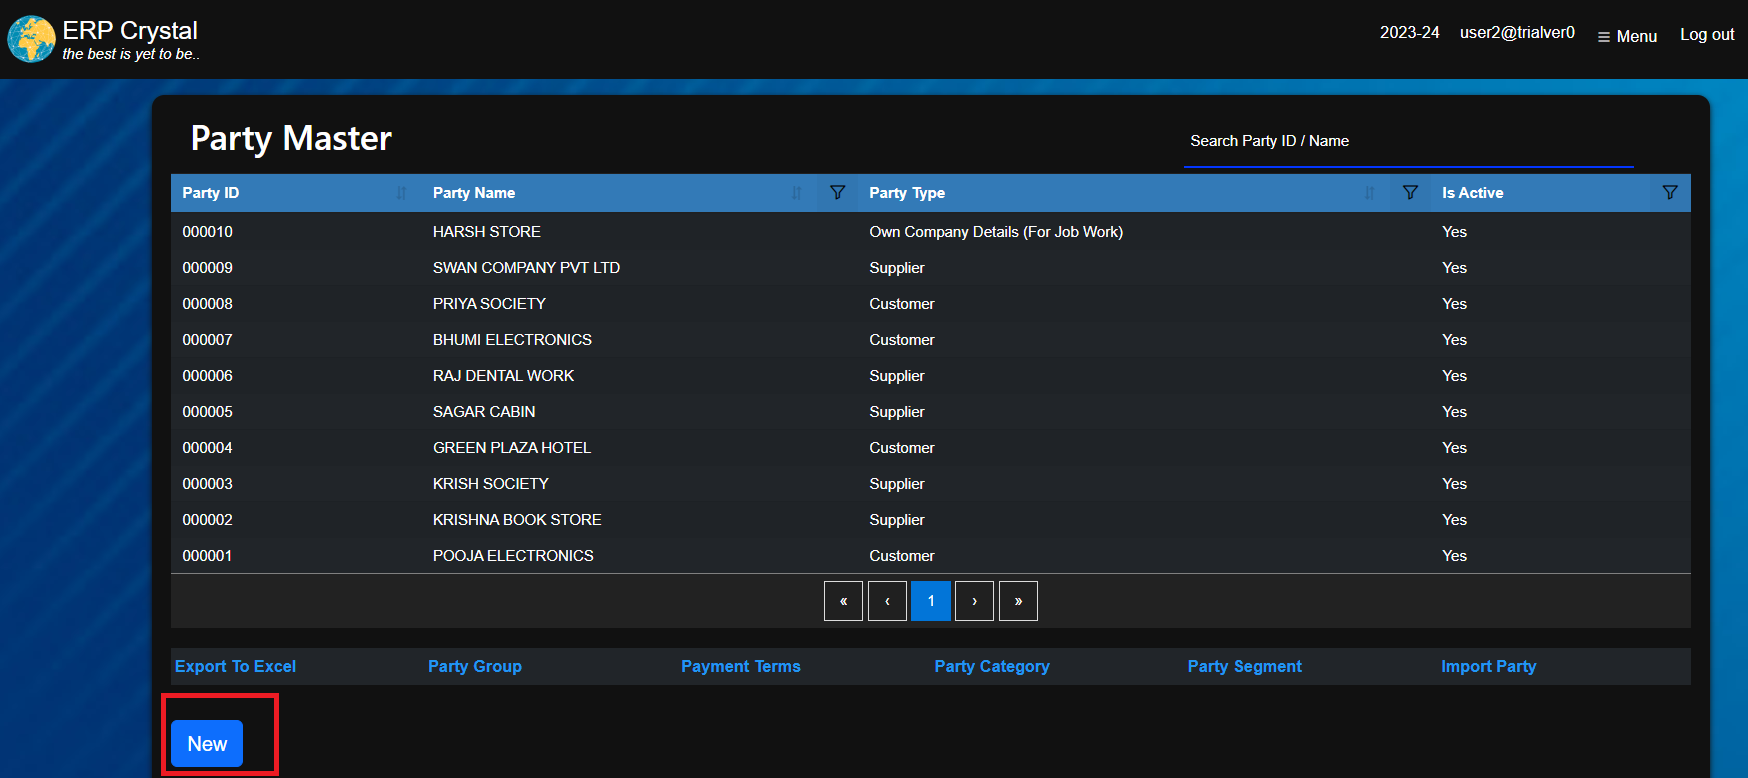 ERP Crystal
the best is yet to be..
2023-24 user2@trialver0 ≡ Menu Log out
Party Master
Search Party ID / Name
Party ID Party Name Party Type Is Active
000010 HARSH STORE Own Company Details (For Job Work) Yes
000009 SWAN COMPANY PVT LTD Supplier Yes
000008 PRIYA SOCIETY Customer Yes
000007 BHUMI ELECTRONICS Customer Yes
000006 RAJ DENTAL WORK Supplier Yes
000005 SAGAR CABIN Supplier Yes
000004 GREEN PLAZA HOTEL Customer Yes
000003 KRISH SOCIETY Supplier Yes
000002 KRISHNA BOOK STORE Supplier Yes
000001 POOJA ELECTRONICS Customer Yes
« ‹ 1 › »
Export To Excel Party Group Payment Terms Party Category Party Segment Import Party
New